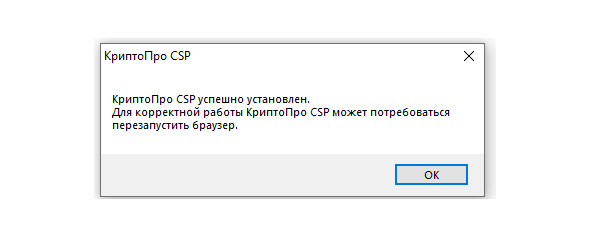 КриптоПро CSP
КриптоПро CSP успешно установлен.
Для корректной работы КриптоПро CSP может потребоваться
перезапустить браузер.
OK